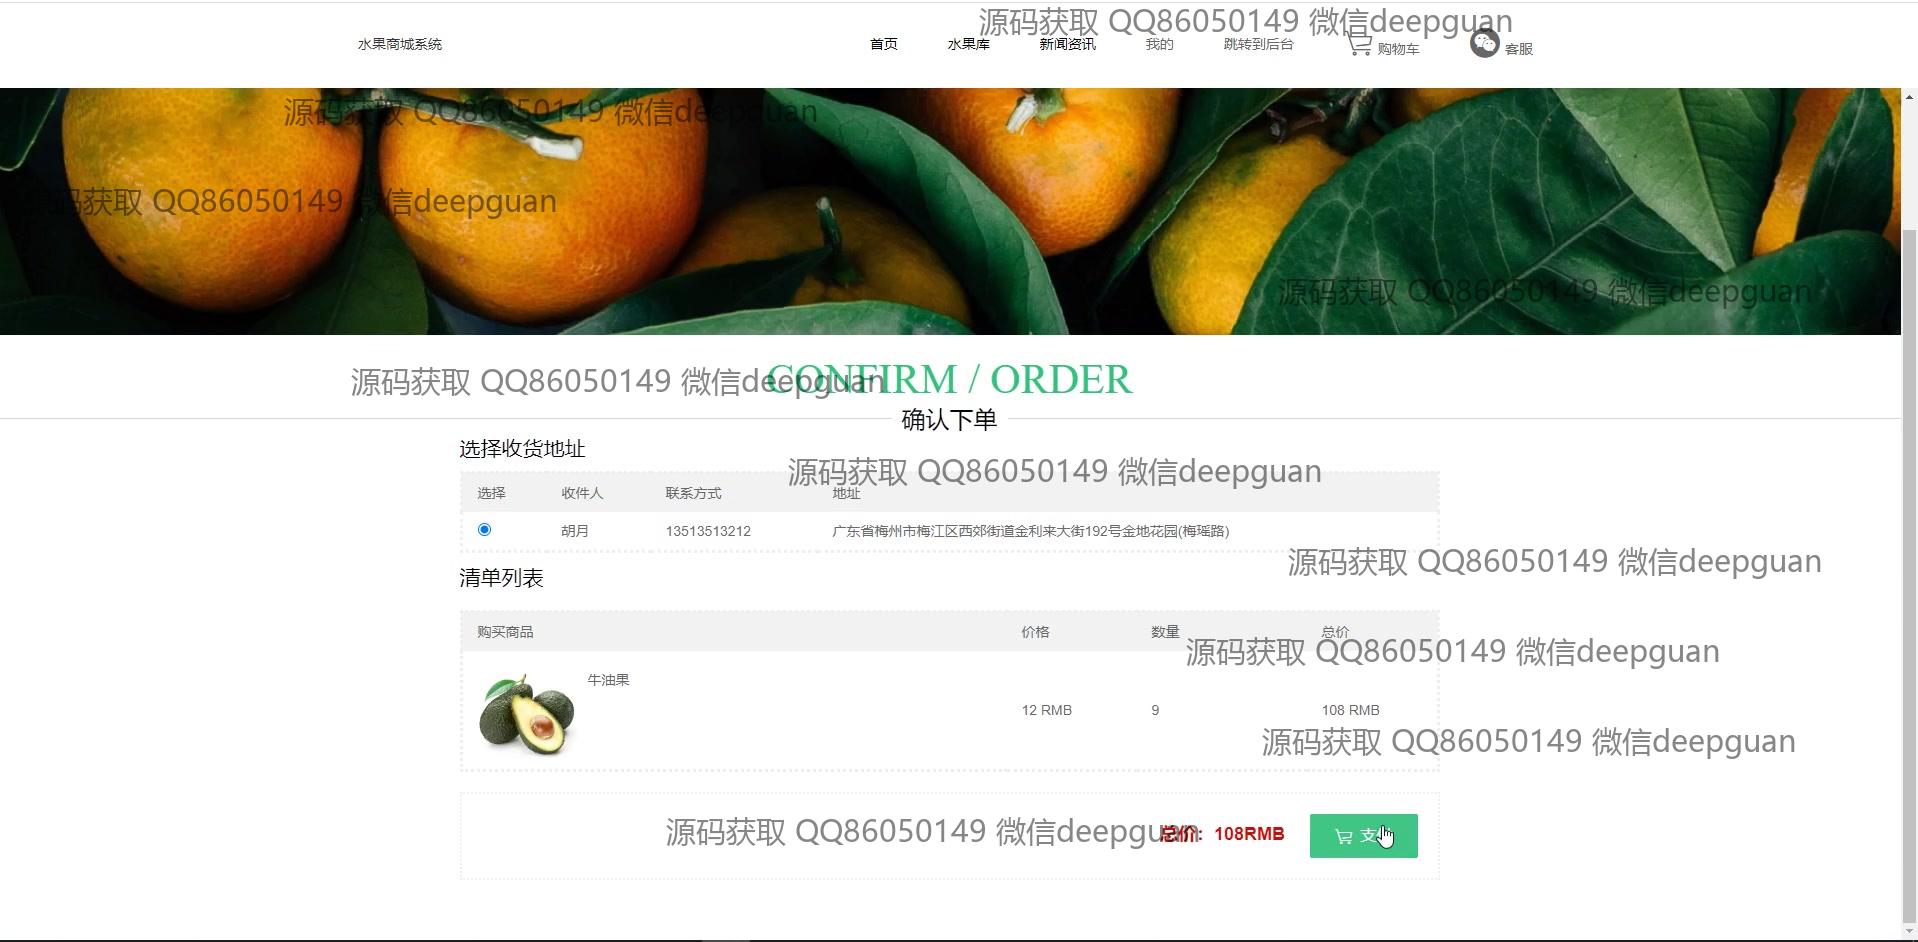 源码获取 QQ86050149 微信deepguan
水果商城系统 首页 水果库 新闻资讯 我的 跳转到后台 购物车 客服
源码获取 QQ86050149 微信deepguan
源码获取 QQ86050149 微信deepguan
源码获取 QQ86050149 微信deepguan
源码获取 QQ86050149 微信deepguan
CONFIRM / ORDER
确认下单
选择收货地址
源码获取 QQ86050149 微信deepguan
选择 收件人 联系方式 地址
胡月 13513513212 广东省梅州市梅江区西郊街道金利来大街192号金地花园(梅瑶路)
源码获取 QQ86050149 微信deepguan
清单列表
购买商品 价格 数量 总价
源码获取 QQ86050149 微信deepguan
牛油果
12 RMB 9 108 RMB
源码获取 QQ86050149 微信deepguan
源码获取 QQ86050149 微信deepguan
总价: 108RMB